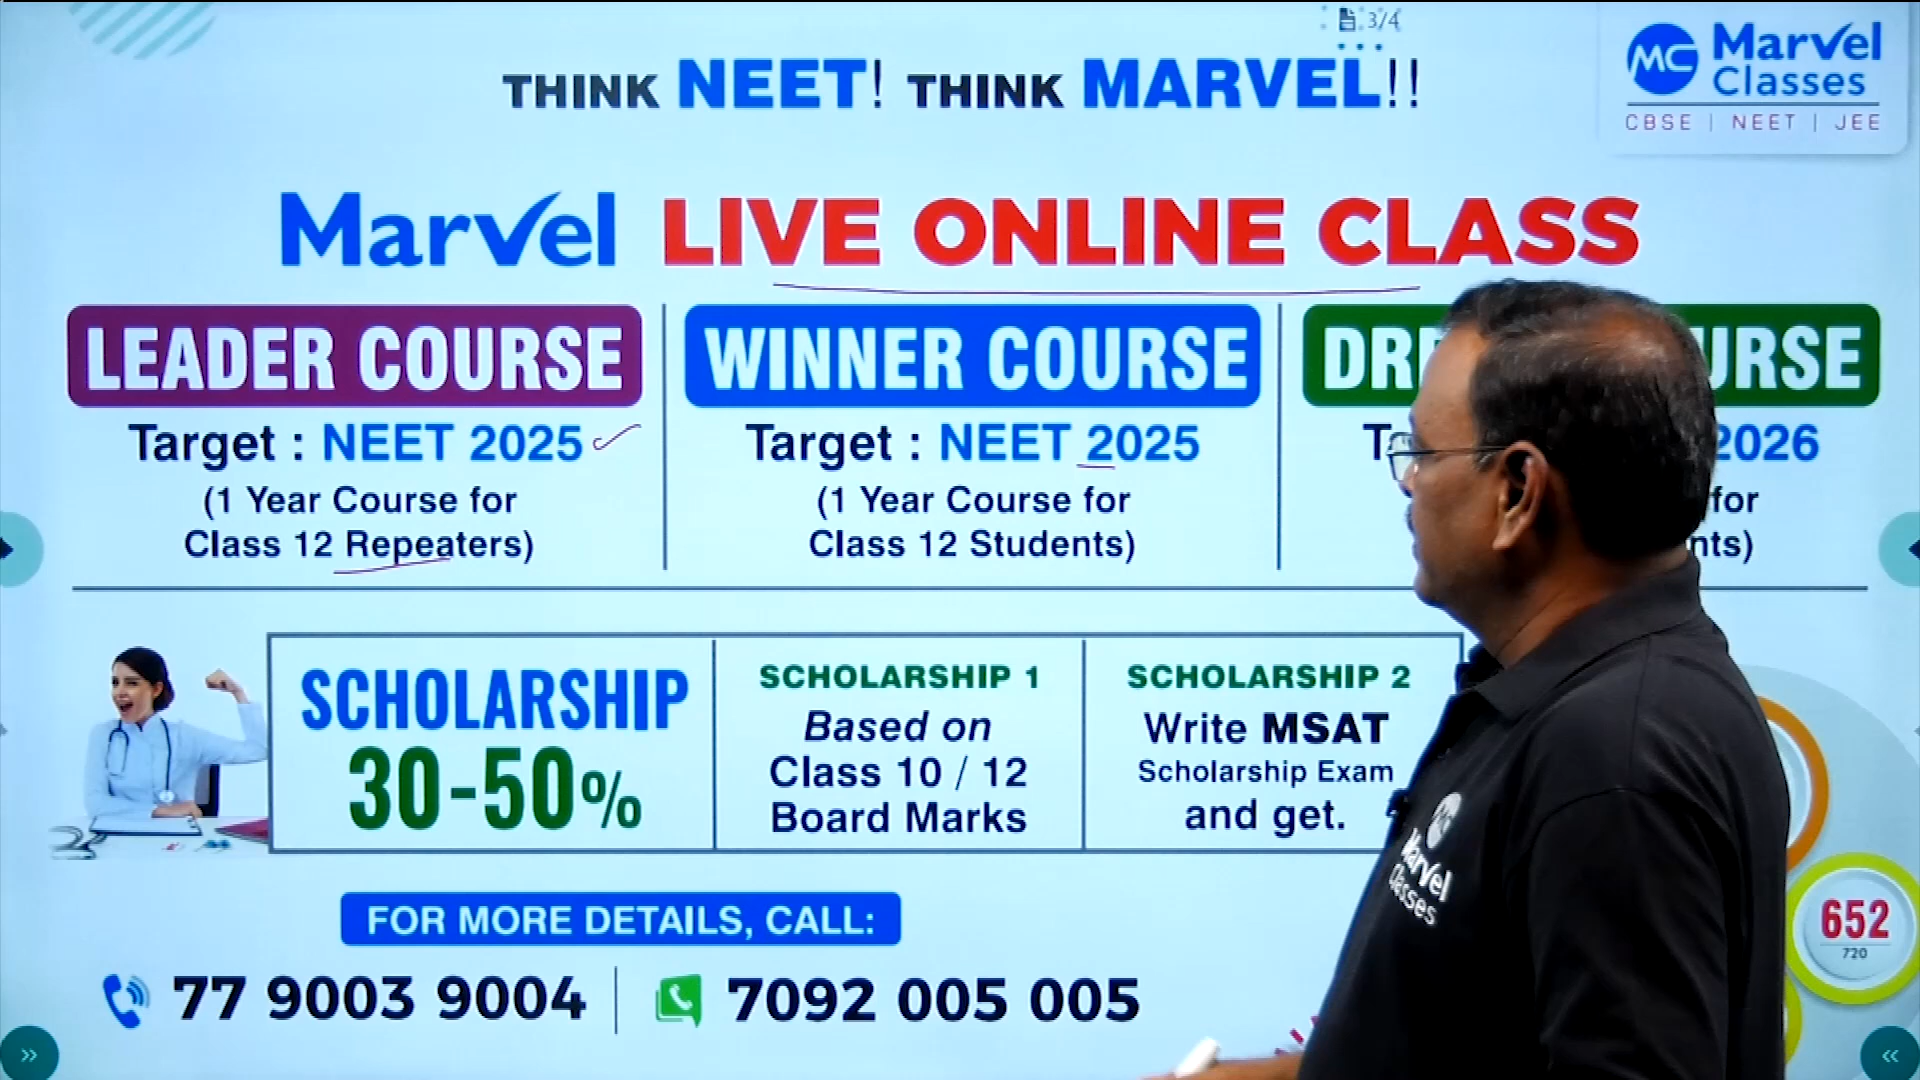 3/4
THINK NEET! THINK MARVEL!!
MC Marvel
Classes
CBSE | NEET | JEE
Marvel LIVE ONLINE CLASS
LEADER COURSE
Target : NEET 2025
(1 Year Course for
Class 12 Repeaters)
WINNER COURSE
Target : NEET 2025
(1 Year Course for
Class 12 Students)
2026
for
SCHOLARSHIP
30-50%
SCHOLARSHIP 1
Based on
Class 10 / 12
Board Marks
SCHOLARSHIP 2
Write MSAT
Scholarship Exam
and get.
MC
Marvel
Classes
652
720
FOR MORE DETAILS, CALL:
77 9003 9004 | 7092 005 005